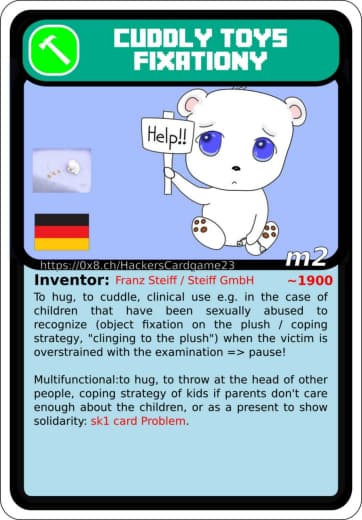 CUDDLY TOYS
FIXATIONY
Help!!
m2
https://0x8.ch/HackersCardgame23
Inventor: Franz Steiff / Steiff GmbH ~1900
To hug, to cuddle, clinical use e.g. in the case of
children that have been sexually abused to
recognize (object fixation on the plush / coping
strategy, "clinging to the plush") when the victim is
overstrained with the examination => pause!
Multifunctional:to hug, to throw at the head of other
people, coping strategy of kids if parents don't care
enough about the children, or as a present to show
solidarity: sk1 card Problem.